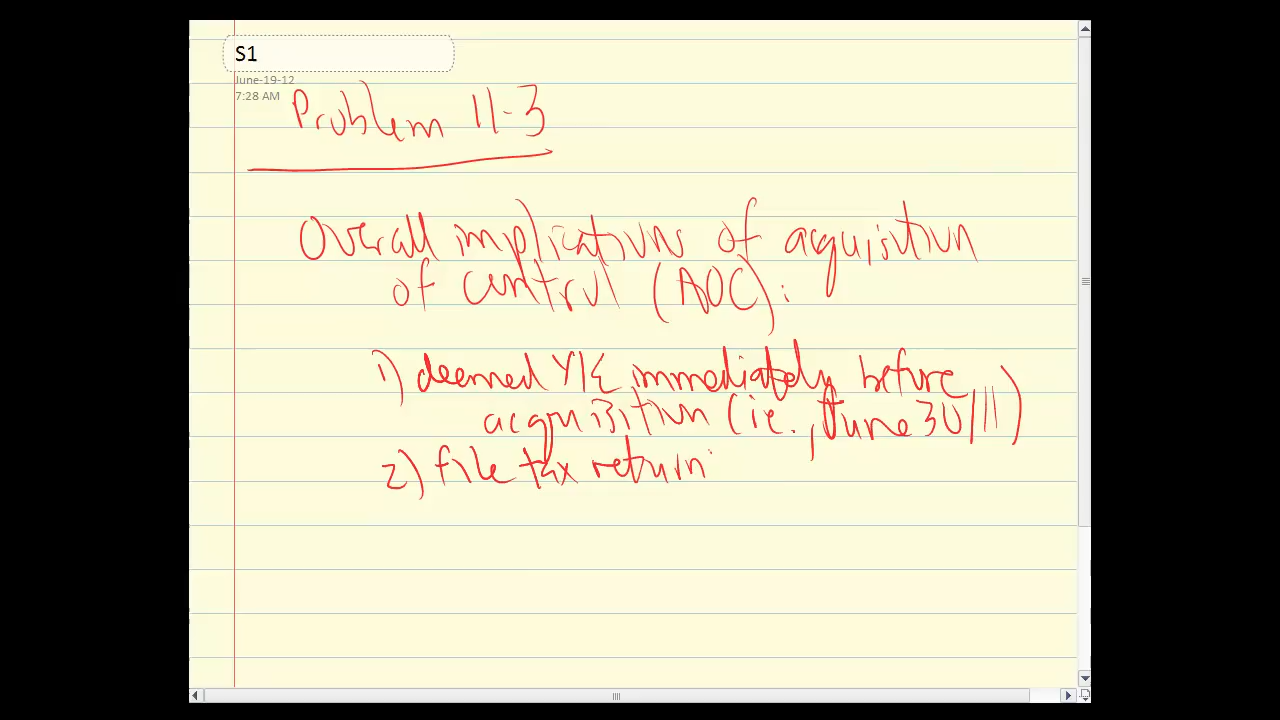 S1
June-19-12
7:28 AM
Problem 11-3
Overall implications of acquisition
of control (AOC):
1) deemed Y/E immediately before
acquisition (ie., June 30/11)
2) file tax return